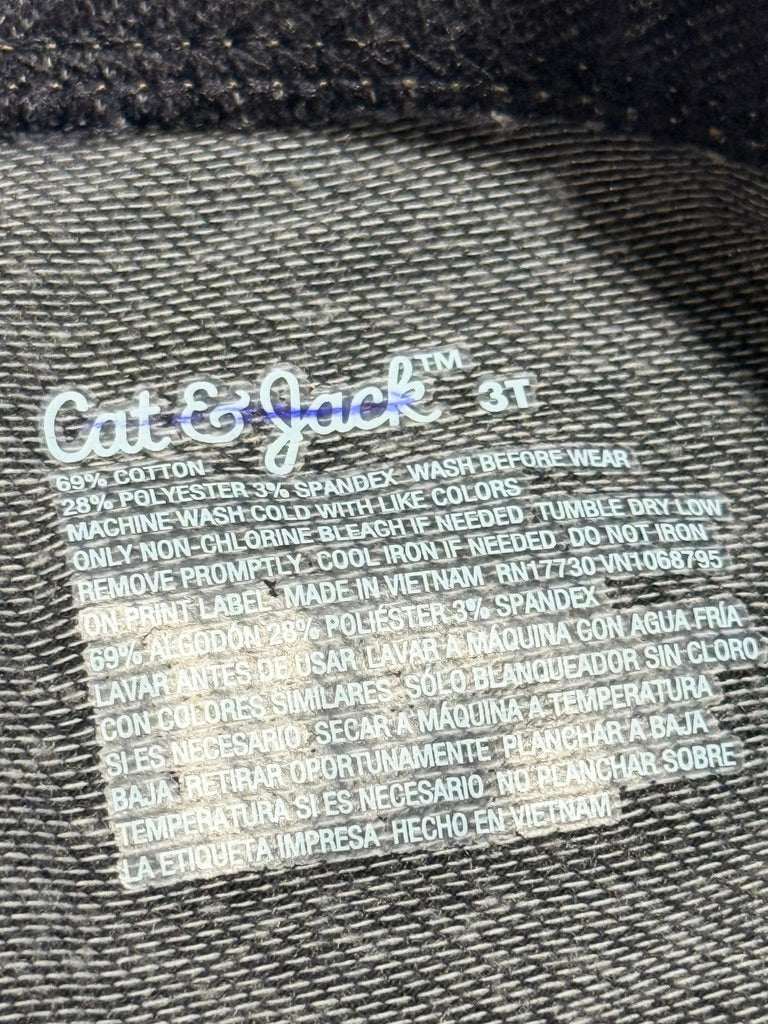 Cat & Jack™ 3T
69% COTTON
28% POLYESTER 3% SPANDEX WASH BEFORE WEAR
MACHINE WASH COLD WITH LIKE COLORS
ONLY NON-CHLORINE BLEACH IF NEEDED TUMBLE DRY LOW
REMOVE PROMPTLY COOL IRON IF NEEDED DO NOT IRON
ON PRINT LABEL MADE IN VIETNAM RN17730 VN1068795
69% ALGODÓN 28% POLIÉSTER 3% SPANDEX
LAVAR ANTES DE USAR LAVAR A MÁQUINA CON AGUA FRÍA
CON COLORES SIMILARES SÓLO BLANQUEADOR SIN CLORO
SI ES NECESARIO SECAR A MÁQUINA A TEMPERATURA
BAJA RETIRAR OPORTUNAMENTE PLANCHAR A BAJA
TEMPERATURA SI ES NECESARIO NO PLANCHAR SOBRE
LA ETIQUETA IMPRESA HECHO EN VIETNAM